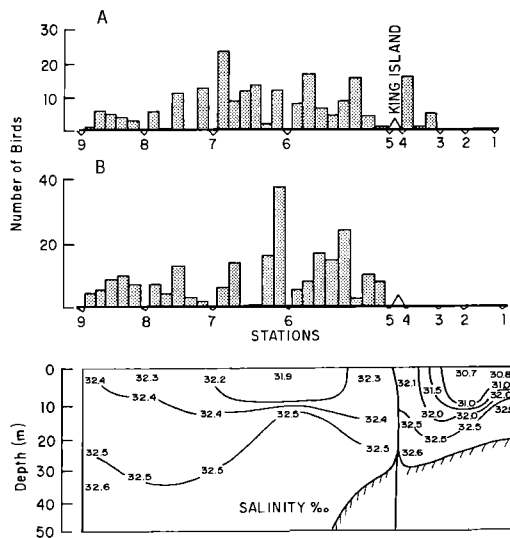 A
30
20
10
0
KING ISLAND
9 8 7 6 5 4 3 2 1
Number of Birds
B
40
20
0
9 8 7 6 5 4 3 2 1
STATIONS
0
10
20
30
40
50
Depth (m)
32.4 32.3 32.2 31.9 32.3 32.1 31.5 30.7 30.8
31.0
32.4 31.0 32.0
32.4 32.5 32.4 32.0 32.0
32.5 32.5
32.5 32.5 32.5 32.5 32.5 32.6
32.6
SALINITY ‰